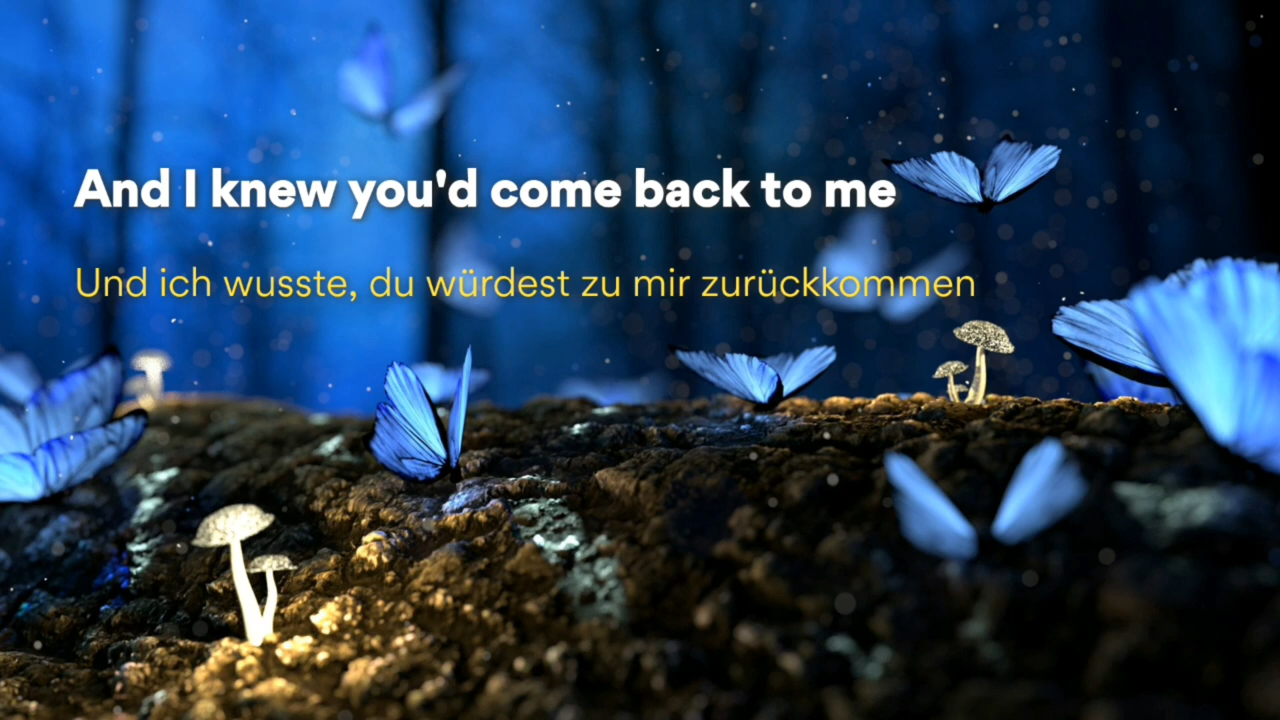 And I knew you'd come back to me
Und ich wusste, du würdest zu mir zurückkommen